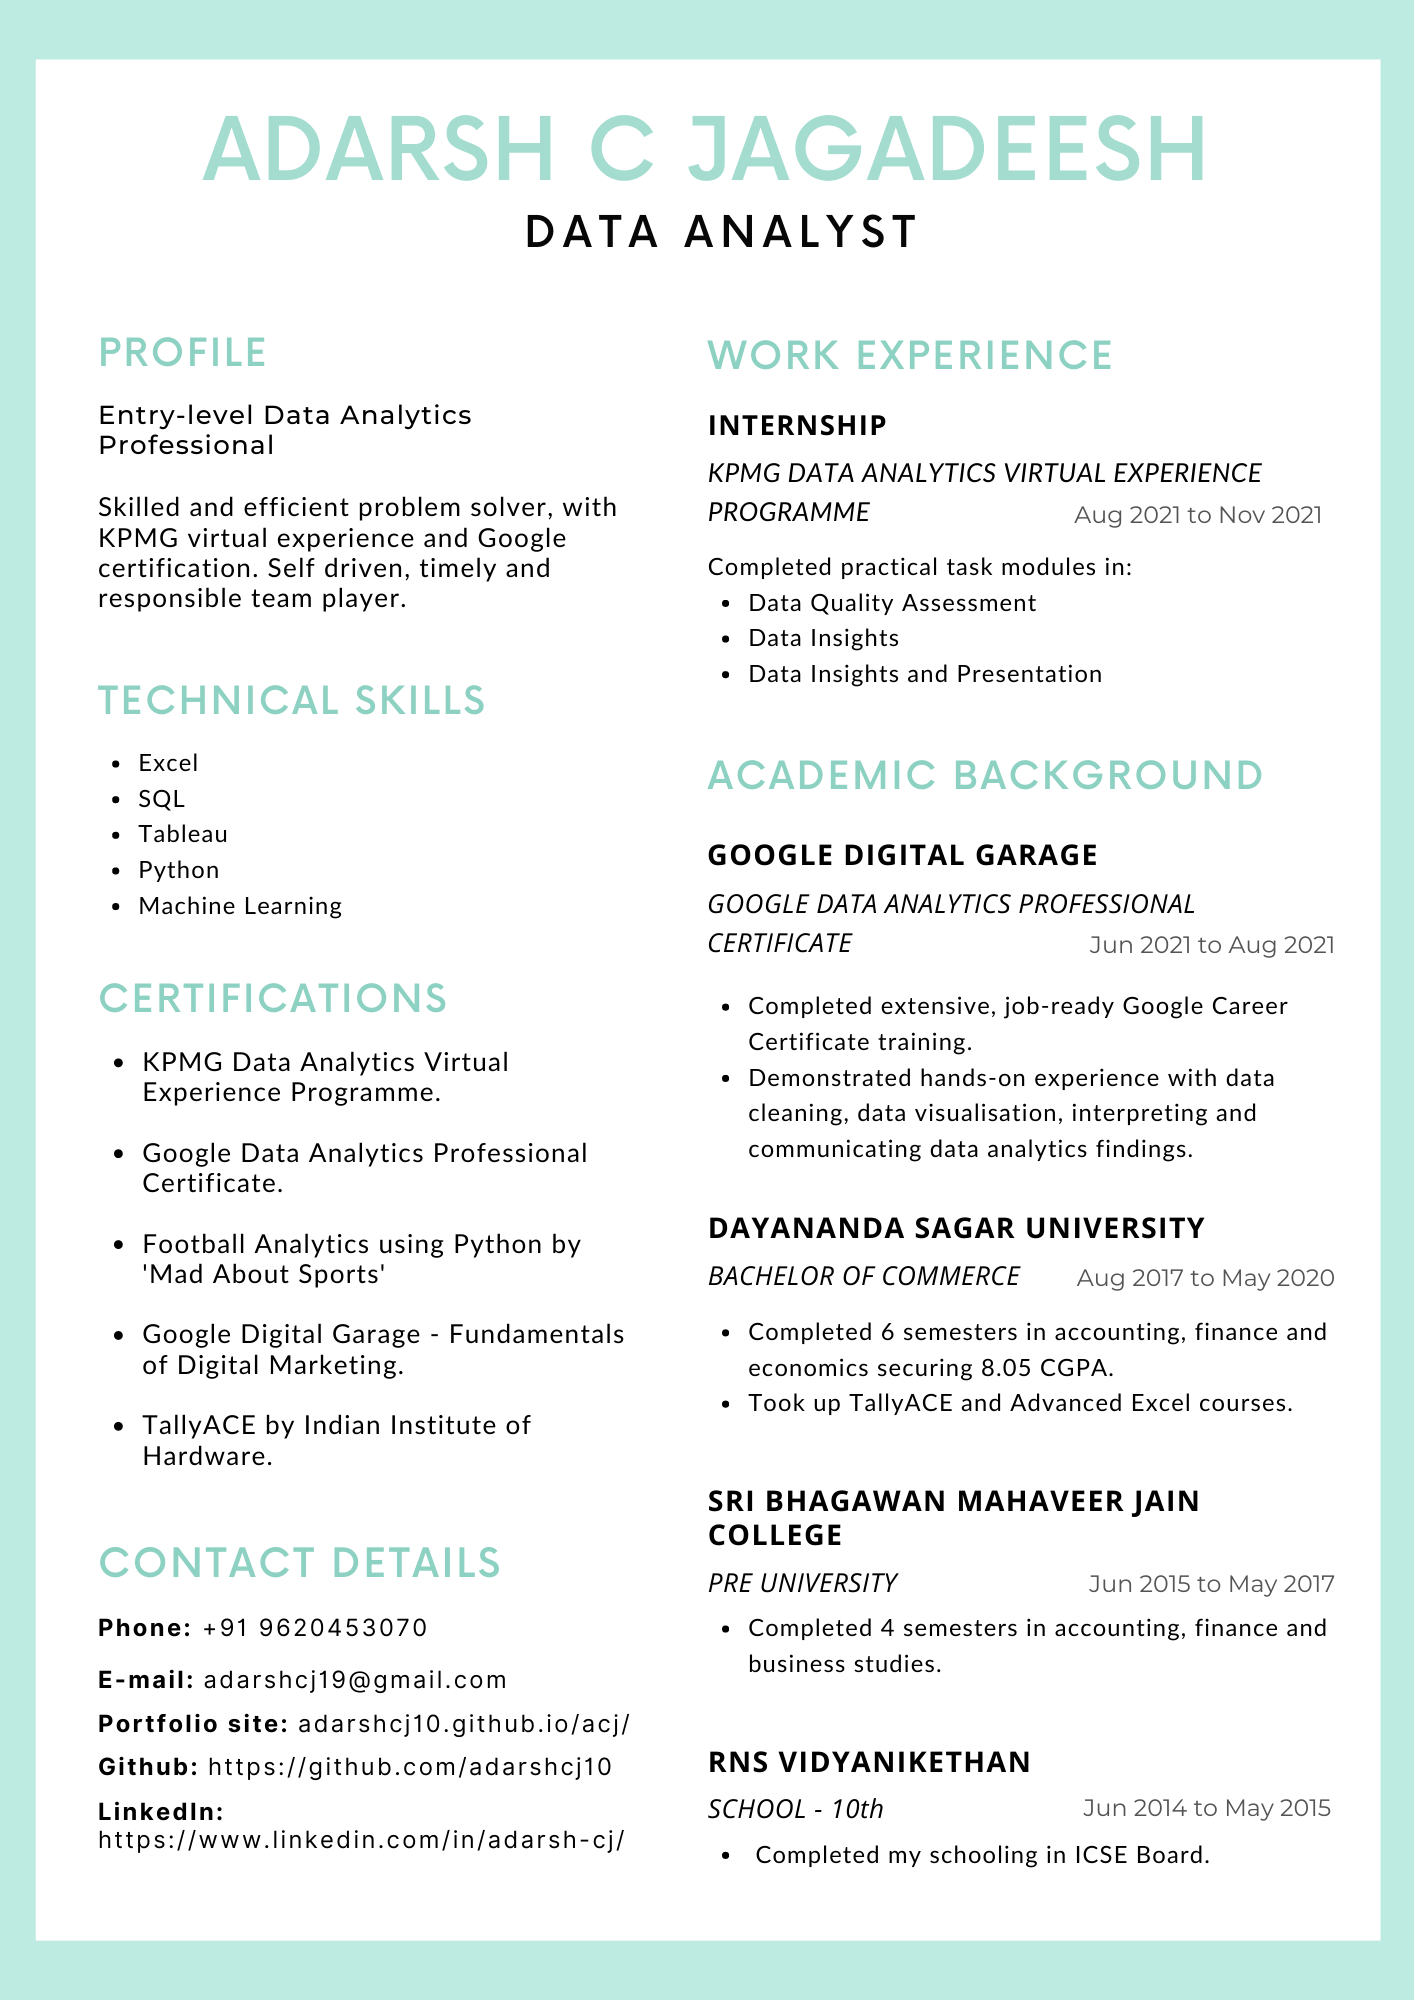 ADARSH C JAGADEESH
DATA ANALYST
PROFILE
Entry-level Data Analytics
Professional
Skilled and efficient problem solver, with
KPMG virtual experience and Google
certification. Self driven, timely and
responsible team player.
TECHNICAL SKILLS
• Excel
• SQL
• Tableau
• Python
• Machine Learning
CERTIFICATIONS
• KPMG Data Analytics Virtual
Experience Programme.
• Google Data Analytics Professional
Certificate.
• Football Analytics using Python by
'Mad About Sports'
• Google Digital Garage - Fundamentals
of Digital Marketing.
• TallyACE by Indian Institute of
Hardware.
CONTACT DETAILS
Phone: +91 9620453070
E-mail: adarshcj19@gmail.com
Portfolio site: adarshcj10.github.io/acj/
Github: https://github.com/adarshcj10
LinkedIn:
https://www.linkedin.com/in/adarsh-cj/
WORK EXPERIENCE
INTERNSHIP
KPMG DATA ANALYTICS VIRTUAL EXPERIENCE
PROGRAMME Aug 2021 to Nov 2021
Completed practical task modules in:
• Data Quality Assessment
• Data Insights
• Data Insights and Presentation
ACADEMIC BACKGROUND
GOOGLE DIGITAL GARAGE
GOOGLE DATA ANALYTICS PROFESSIONAL
CERTIFICATE Jun 2021 to Aug 2021
• Completed extensive, job-ready Google Career
Certificate training.
• Demonstrated hands-on experience with data
cleaning, data visualisation, interpreting and
communicating data analytics findings.
DAYANANDA SAGAR UNIVERSITY
BACHELOR OF COMMERCE Aug 2017 to May 2020
• Completed 6 semesters in accounting, finance and
economics securing 8.05 CGPA.
• Took up TallyACE and Advanced Excel courses.
SRI BHAGAWAN MAHAVEER JAIN
COLLEGE
PRE UNIVERSITY Jun 2015 to May 2017
• Completed 4 semesters in accounting, finance and
business studies.
RNS VIDYANIKETHAN
SCHOOL - 10th Jun 2014 to May 2015
• Completed my schooling in ICSE Board.